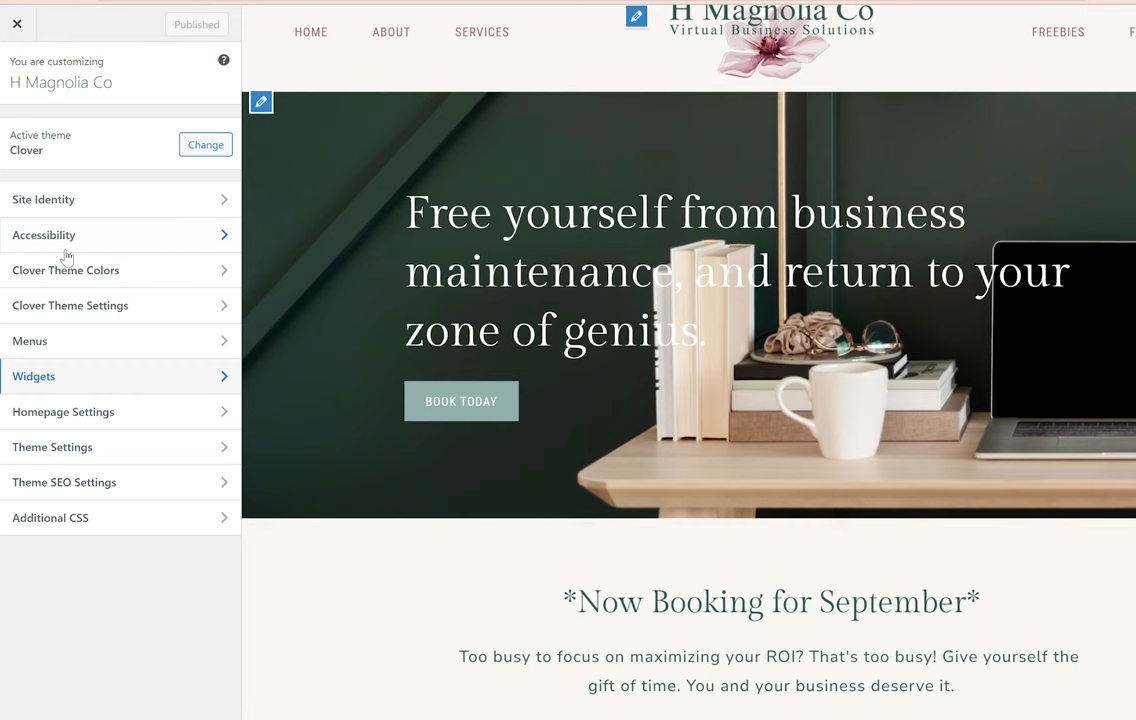 Published
You are customizing
H Magnolia Co
Active theme
Clover
Change
Site Identity
Accessibility
Clover Theme Colors
Clover Theme Settings
Menus
Widgets
Homepage Settings
Theme Settings
Theme SEO Settings
Additional CSS
H Magnolia Co
Virtual Business Solutions
HOME ABOUT SERVICES FREEBIES
Free yourself from business
maintenance, and return to your
zone of genius.
BOOK TODAY
*Now Booking for September*
Too busy to focus on maximizing your ROI? That's too busy! Give yourself the
gift of time. You and your business deserve it.